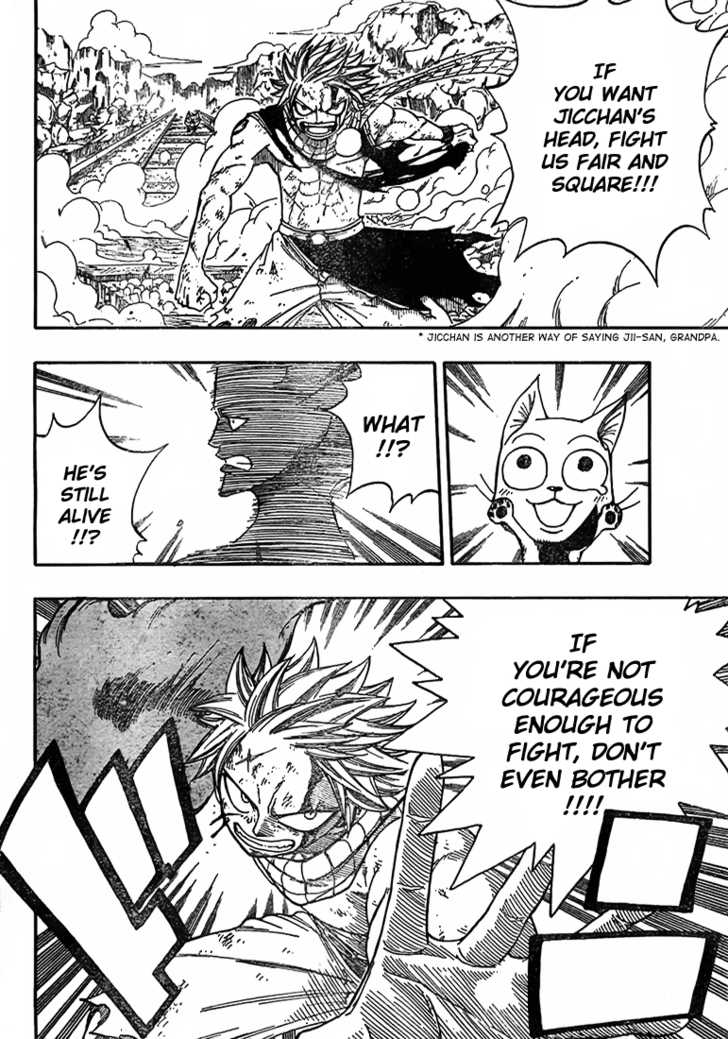 IF
YOU WANT
JICCHAN'S
HEAD, FIGHT
US FAIR AND
SQUARE!!!
* JICCHAN IS ANOTHER WAY OF SAYING JII-SAN, GRANDPA.
WHAT
!!?
HE'S
STILL
ALIVE
!!?
IF
YOU'RE NOT
COURAGEOUS
ENOUGH TO
FIGHT, DON'T
EVEN BOTHER
!!!!